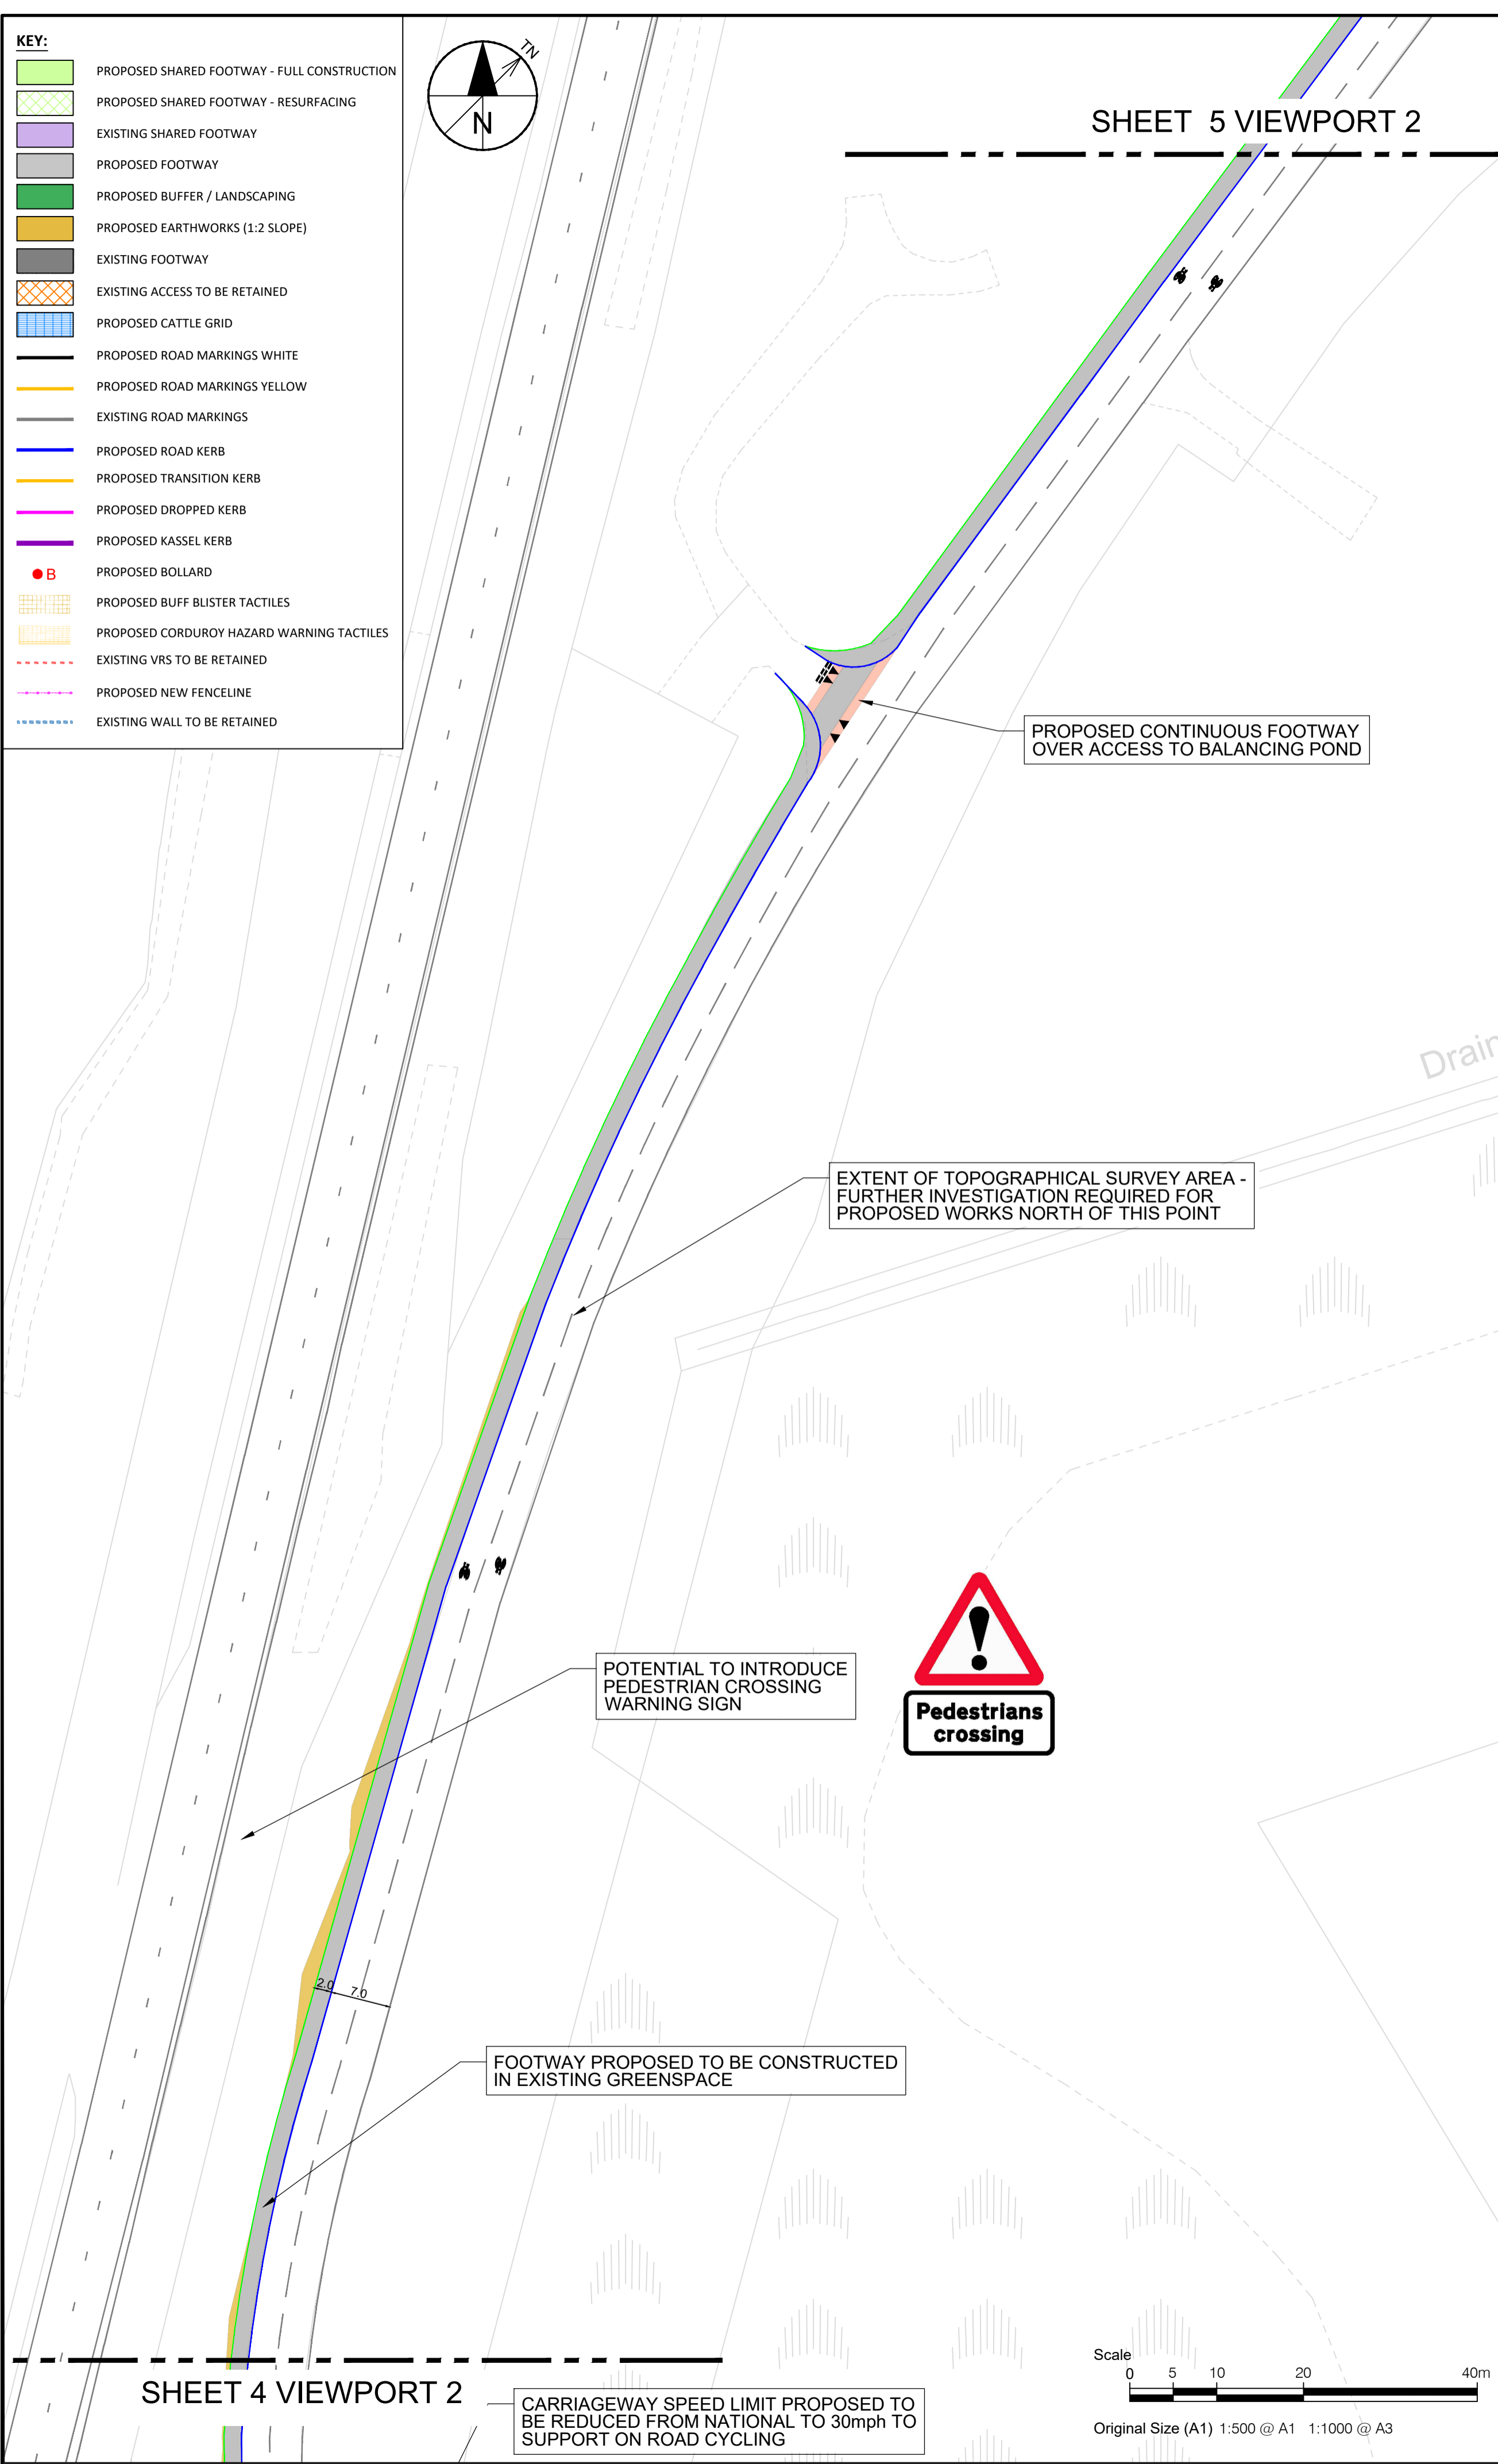 KEY:
PROPOSED SHARED FOOTWAY - FULL CONSTRUCTION
PROPOSED SHARED FOOTWAY - RESURFACING
EXISTING SHARED FOOTWAY
PROPOSED FOOTWAY
PROPOSED BUFFER / LANDSCAPING
PROPOSED EARTHWORKS (1:2 SLOPE)
EXISTING FOOTWAY
EXISTING ACCESS TO BE RETAINED
PROPOSED CATTLE GRID
PROPOSED ROAD MARKINGS WHITE
PROPOSED ROAD MARKINGS YELLOW
EXISTING ROAD MARKINGS
PROPOSED ROAD KERB
PROPOSED TRANSITION KERB
PROPOSED DROPPED KERB
PROPOSED KASSEL KERB
B PROPOSED BOLLARD
PROPOSED BUFF BLISTER TACTILES
PROPOSED CORDUROY HAZARD WARNING TACTILES
EXISTING VRS TO BE RETAINED
PROPOSED NEW FENCELINE
EXISTING WALL TO BE RETAINED
TN
N
SHEET 5 VIEWPORT 2
PROPOSED CONTINUOUS FOOTWAY
OVER ACCESS TO BALANCING POND
Drain
EXTENT OF TOPOGRAPHICAL SURVEY AREA -
FURTHER INVESTIGATION REQUIRED FOR
PROPOSED WORKS NORTH OF THIS POINT
POTENTIAL TO INTRODUCE
PEDESTRIAN CROSSING
WARNING SIGN
Pedestrians
crossing
2.0 7.0
FOOTWAY PROPOSED TO BE CONSTRUCTED
IN EXISTING GREENSPACE
SHEET 4 VIEWPORT 2
CARRIAGEWAY SPEED LIMIT PROPOSED TO
BE REDUCED FROM NATIONAL TO 30mph TO
SUPPORT ON ROAD CYCLING
Scale
0 5 10 20 40m
Original Size (A1) 1:500 @ A1 1:1000 @ A3